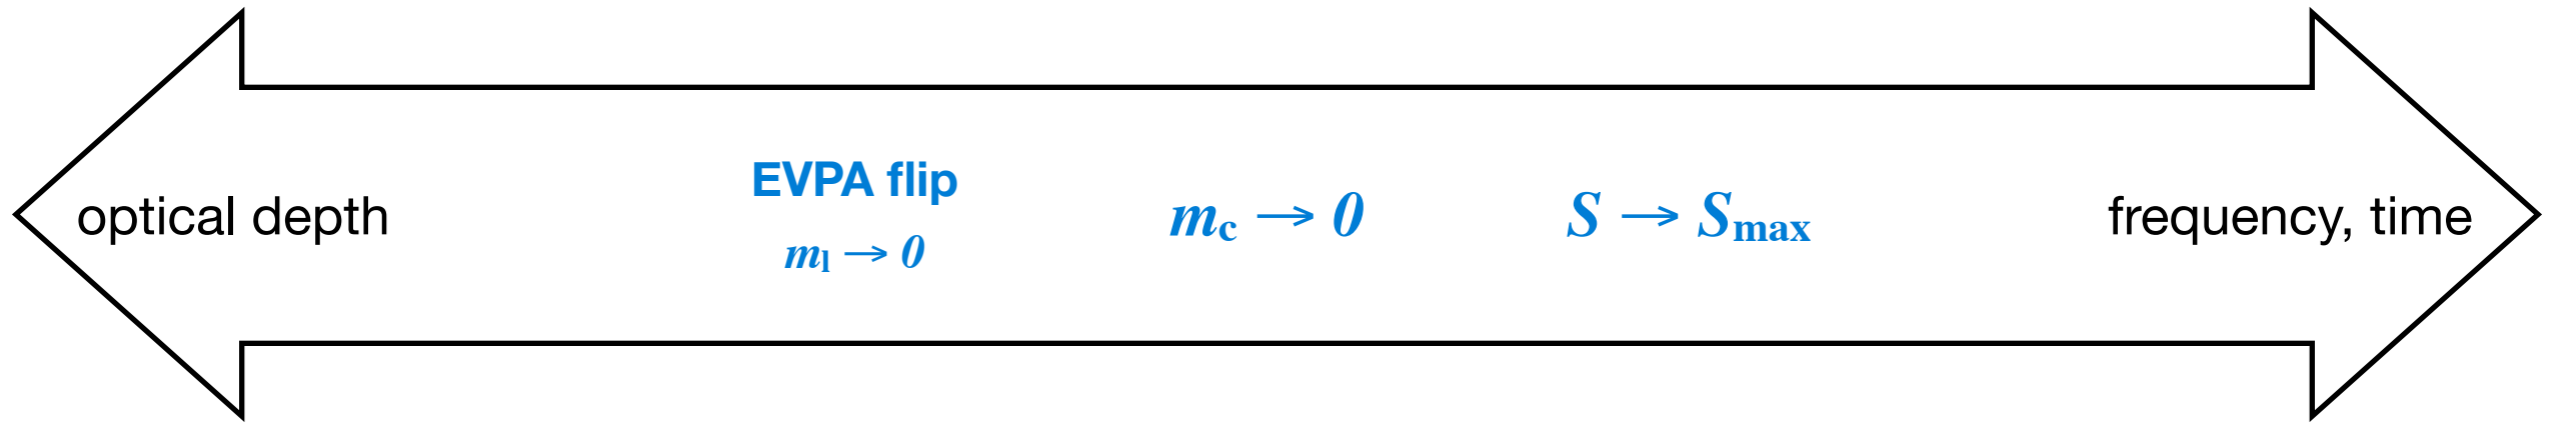 optical depth
EVPA flip
m_l → 0
m_c → 0
S → S_max
frequency, time